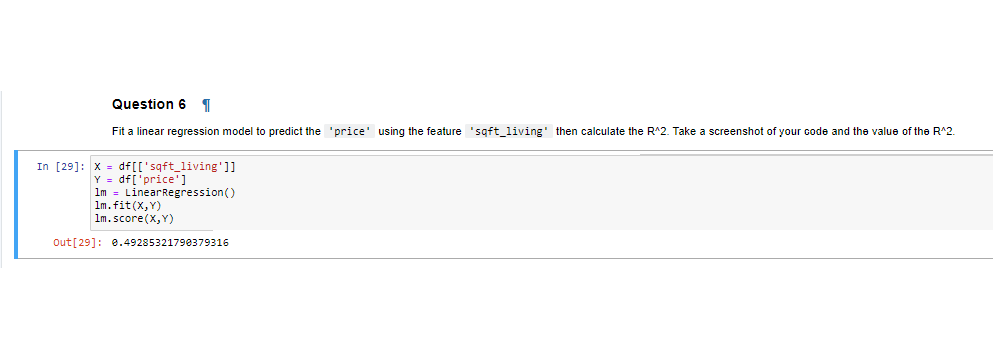 Question 6 ¶
Fit a linear regression model to predict the 'price' using the feature 'sqft_living' then calculate the R^2. Take a screenshot of your code and the value of the R^2.
In [29]: X = df[['sqft_living']]
Y = df['price']
lm = LinearRegression()
lm.fit(X,Y)
lm.score(X,Y)
Out[29]: 0.49285321790379316